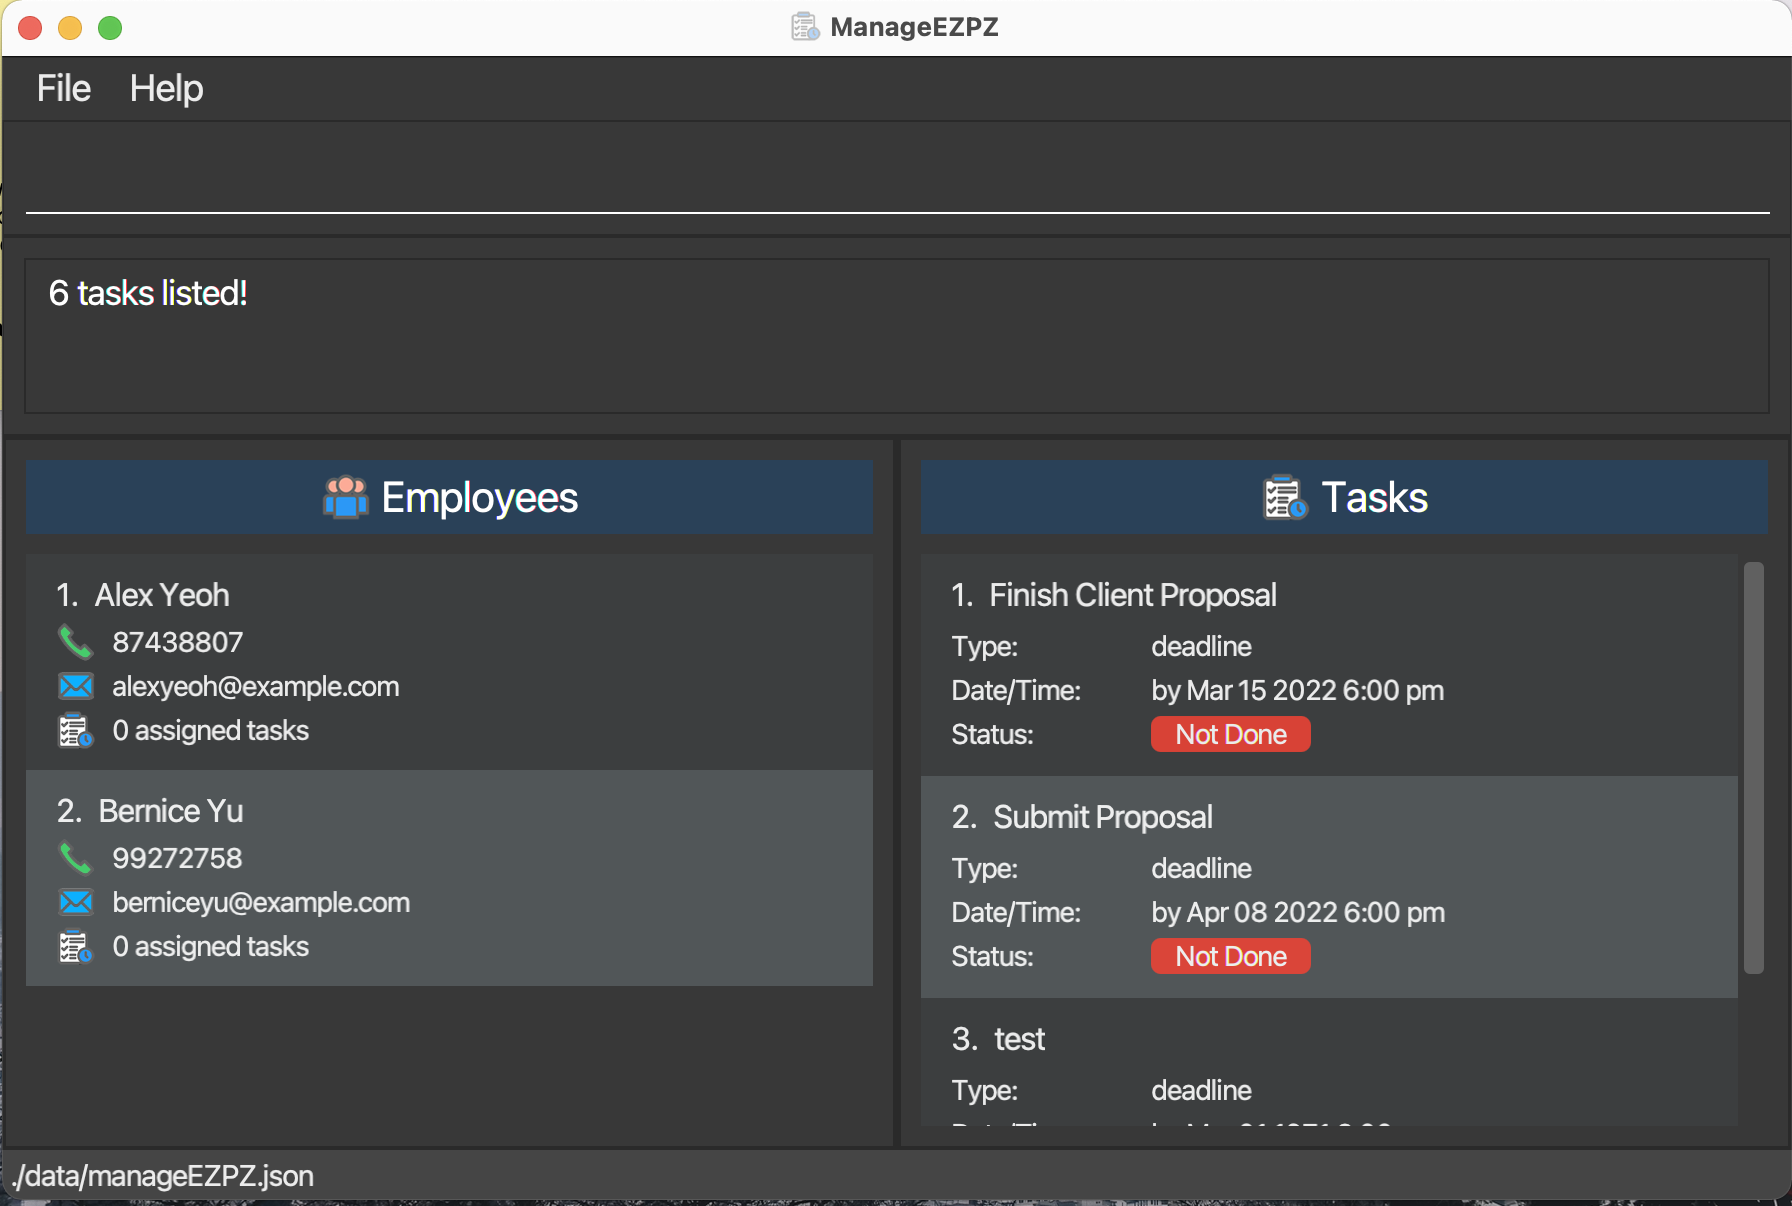 ManageEZPZ
File Help
6 tasks listed!
Employees
1. Alex Yeoh
87438807
alexyeoh@example.com
0 assigned tasks
2. Bernice Yu
99272758
berniceyu@example.com
0 assigned tasks
Tasks
1. Finish Client Proposal
Type: deadline
Date/Time: by Mar 15 2022 6:00 pm
Status: Not Done
2. Submit Proposal
Type: deadline
Date/Time: by Apr 08 2022 6:00 pm
Status: Not Done
3. test
Type: deadline
./data/manageEZPZ.json